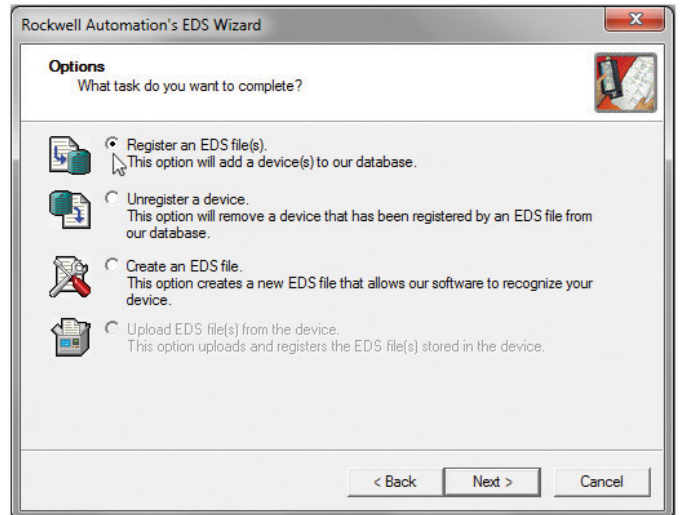 Rockwell Automation's EDS Wizard
Options
What task do you want to complete?
Register an EDS file(s).
This option will add a device(s) to our database.
Unregister a device.
This option will remove a device that has been registered by an EDS file from
our database.
Create an EDS file.
This option creates a new EDS file that allows our software to recognize your
device.
Upload EDS file(s) from the device.
This option uploads and registers the EDS file(s) stored in the device.
< Back
Next >
Cancel